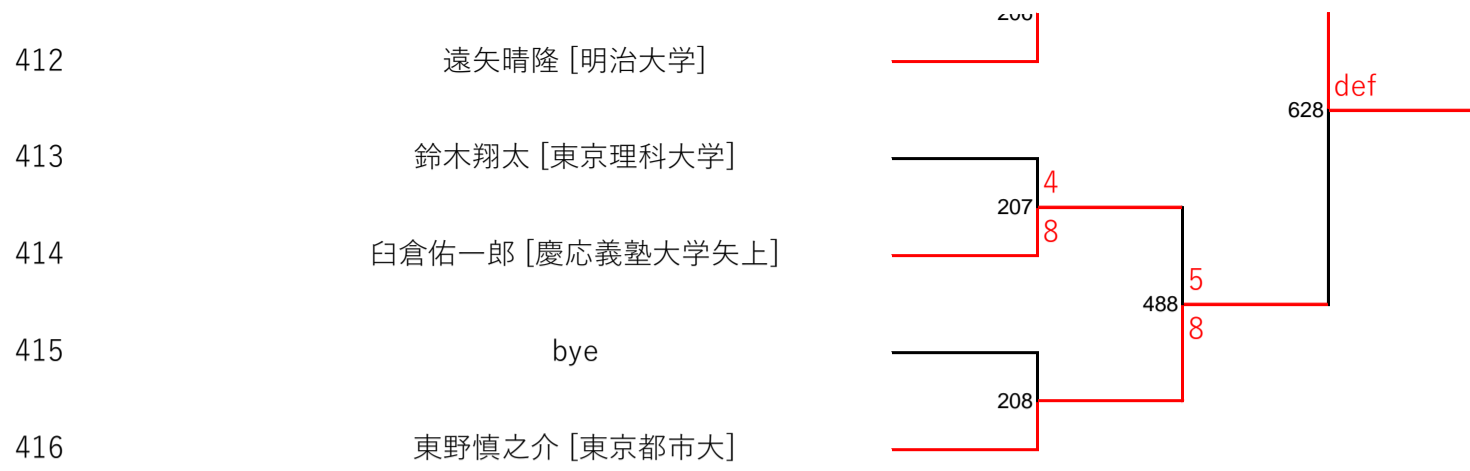 412 遠矢晴隆 [明治大学]
def
628
413 鈴木翔太 [東京理科大学]
4
207
8
414 臼倉佑一郎 [慶応義塾大学矢上]
5
488
8
415 bye
208
416 東野慎之介 [東京都市大]